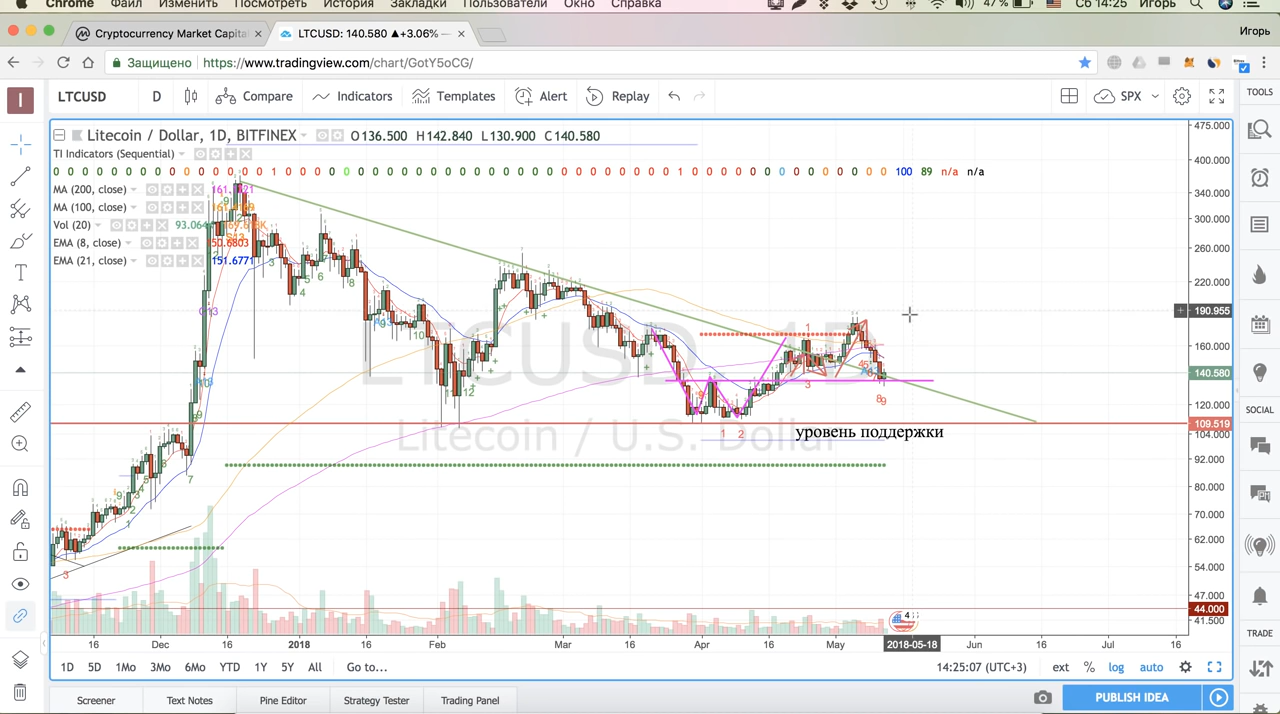 Chrome Файл Изменить Посмотреть История Закладки Пользователи Окно Справка 47% Сб 14:25 Игорь
Cryptocurrency Market Capital LTCUSD: 140.580 ▲+3.06% — Игорь
Защищено https://www.tradingview.com/chart/GotY5oCG/
I LTCUSD D Compare Indicators Templates Alert Replay SPX TOOLS
Litecoin / Dollar, 1D, BITFINEX O136.500 H142.840 L130.900 C140.580
TI Indicators (Sequential)
100 89 n/a n/a
MA (200, close)
MA (100, close)
Vol (20)
EMA (8, close) 150.6803
EMA (21, close) 151.6771
475.000
400.000
340.000
300.000
260.000
220.000
190.955
160.000
140.580
120.000
109.519
104.000
92.000
80.000
70.000
62.000
54.000
47.000
44.000
41.500
LTCUSD, 1D
Litecoin / U.S. Dollar
уровень поддержки
16 Dec 16 2018 16 Feb Mar 16 Apr 16 May 2018-05-18 Jun 16 Jul 16
1D 5D 1Mo 3Mo 6Mo YTD 1Y 5Y All Go to... 14:25:07 (UTC+3) ext % log auto
Screener Text Notes Pine Editor Strategy Tester Trading Panel PUBLISH IDEA
SOCIAL
TRADE